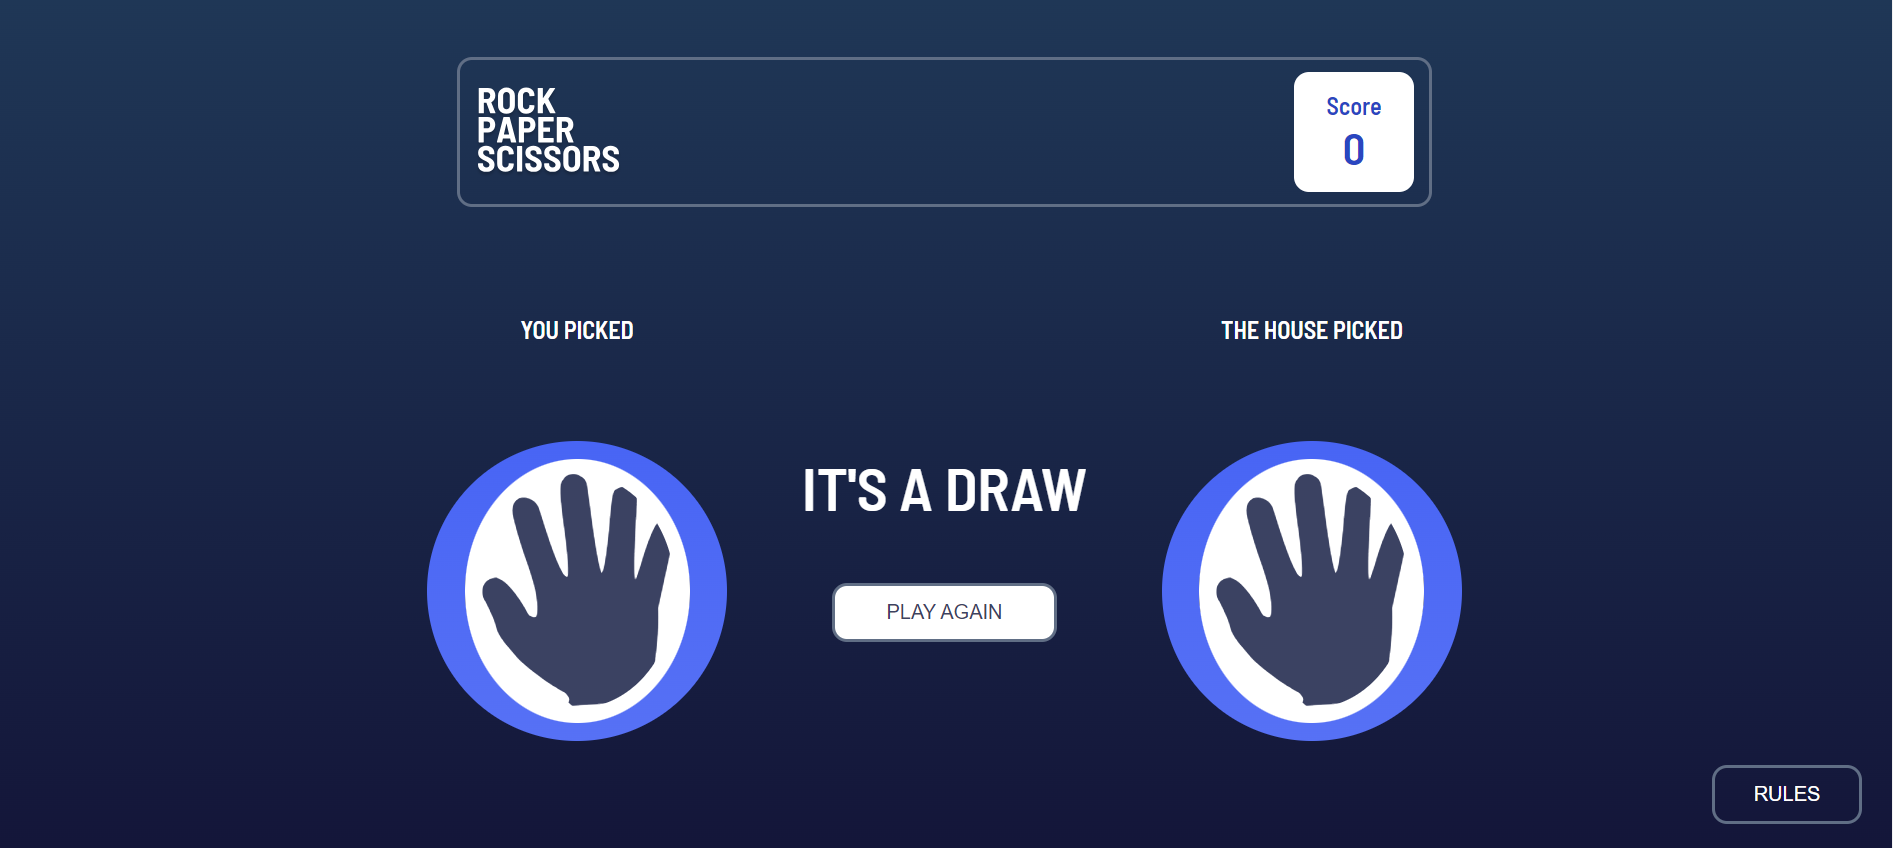 ROCK
PAPER
SCISSORS
Score
0
YOU PICKED
THE HOUSE PICKED
IT'S A DRAW
PLAY AGAIN
RULES